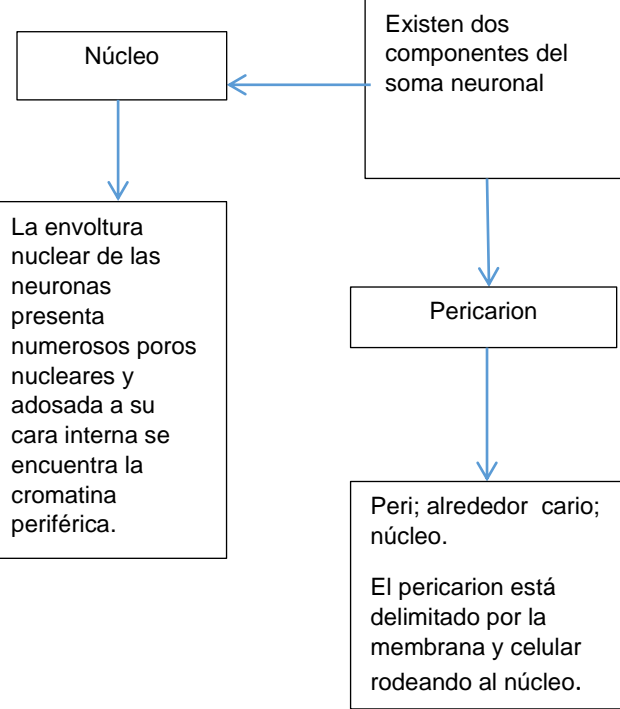 Existen dos
componentes del
soma neuronal
Núcleo
La envoltura
nuclear de las
neuronas
presenta
numerosos poros
nucleares y
adosada a su
cara interna se
encuentra la
cromatina
periférica.
Pericarion
Peri; alrededor cario;
núcleo.
El pericarion está
delimitado por la
membrana y celular
rodeando al núcleo.